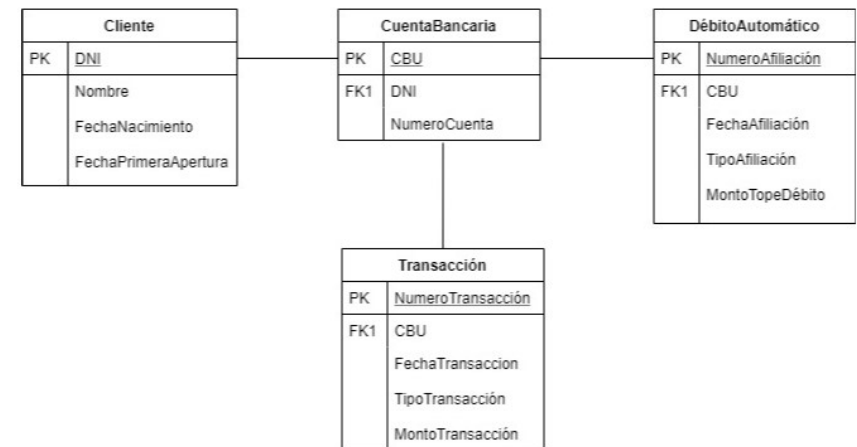 Cliente
PK DNI
Nombre
FechaNacimiento
FechaPrimeraApertura
CuentaBancaria
PK CBU
FK1 DNI
NumeroCuenta
DébitoAutomático
PK NumeroAfiliación
FK1 CBU
FechaAfiliación
TipoAfiliación
MontoTopeDébito
Transacción
PK NumeroTransacción
FK1 CBU
FechaTransaccion
TipoTransacción
MontoTransacción